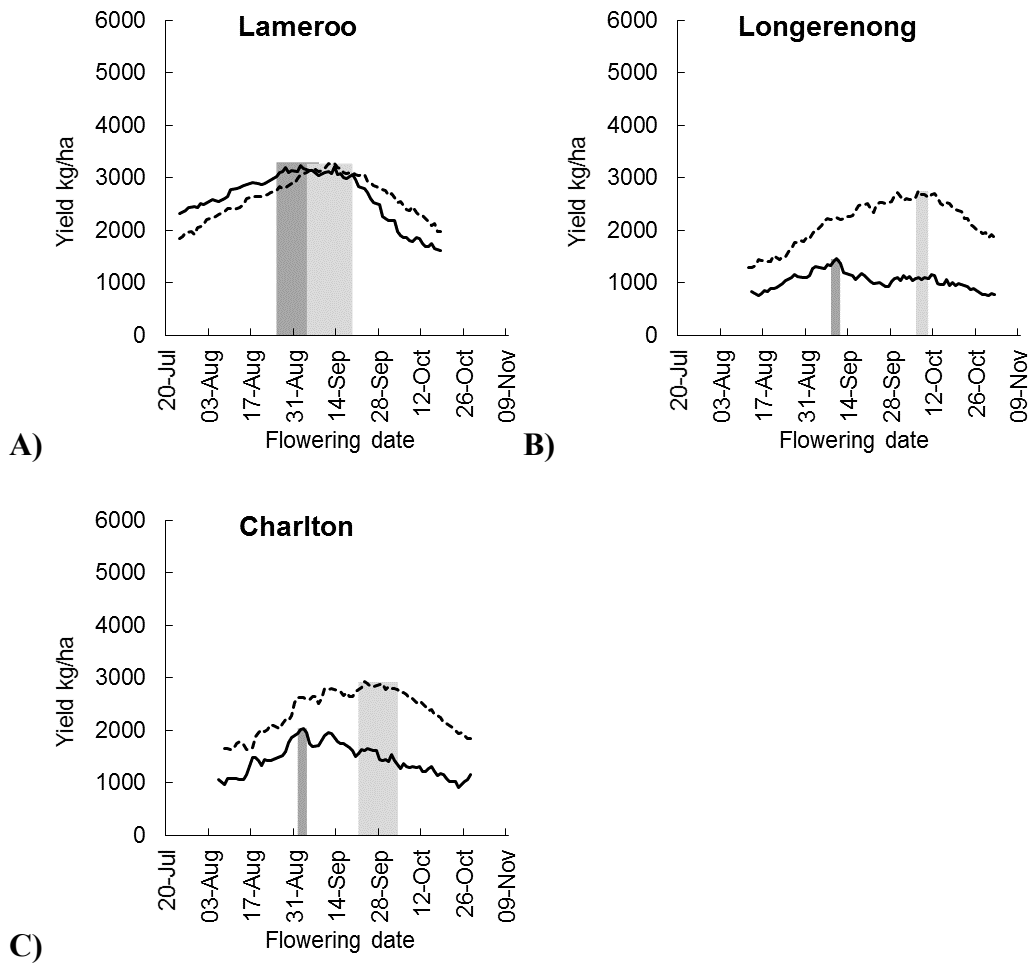 Lameroo
6000
5000
4000
3000
2000
1000
0
Yield kg/ha
20-Jul
03-Aug
17-Aug
31-Aug
14-Sep
28-Sep
12-Oct
26-Oct
09-Nov
Flowering date
A)
Longerenong
6000
5000
4000
3000
2000
1000
0
Yield kg/ha
20-Jul
03-Aug
17-Aug
31-Aug
14-Sep
28-Sep
12-Oct
26-Oct
09-Nov
Flowering date
B)
Charlton
6000
5000
4000
3000
2000
1000
0
Yield kg/ha
20-Jul
03-Aug
17-Aug
31-Aug
14-Sep
28-Sep
12-Oct
26-Oct
09-Nov
Flowering date
C)